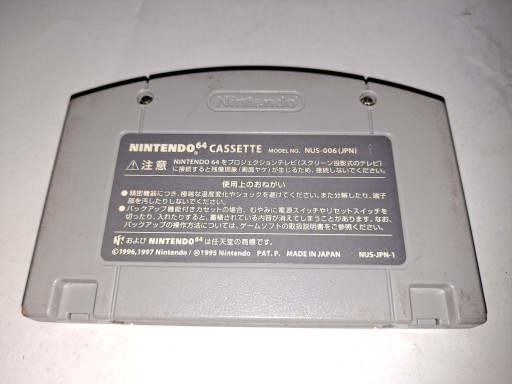 Nintendo
NINTENDO64 CASSETTE MODEL NO. NUS-006(JPN)
⚠注意 NINTENDO 64 をプロジェクションテレビ(スクリーン投影式のテレビ)
に接続すると残像現象(画面ヤケ)が生じるため、接続しないでください。
使用上のおねがい
●精密機器につき、極端な温度変化やショックを避けてください。また分解したり、端子
部を汚したりしないでください。
●バックアップ機能付きカセットの場合、むやみに電源スイッチやリセットスイッチを
切ったり、入れたりすると、蓄積されている内容が消えてしまうことがあります。なお、
バックアップの操作方法については、ゲームソフトの取扱説明書をご参照ください。
および NINTENDO64 は任天堂の商標です。
©1996,1997 Nintendo/Ⓜ1995 Nintendo PAT. P. MADE IN JAPAN NUS-JPN-1